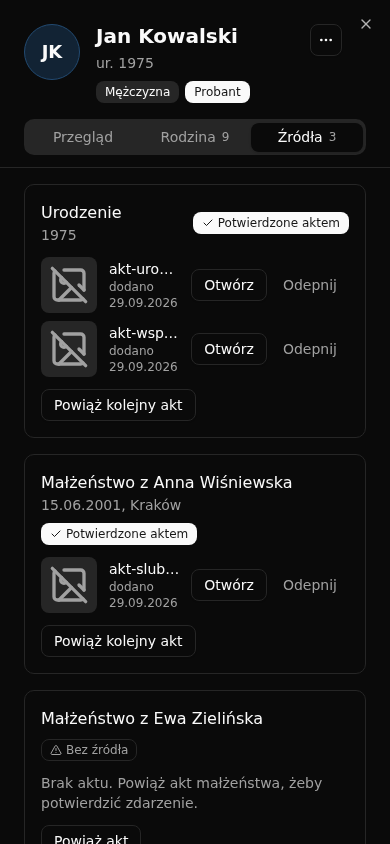 JK
Jan Kowalski
ur. 1975
Mężczyzna
Probant
Przegląd
Rodzina 9
Źródła 3
Urodzenie
1975
Potwierdzone aktem
akt-uro...
dodano
29.09.2026
Otwórz
Odepnij
akt-wsp...
dodano
29.09.2026
Otwórz
Odepnij
Powiąż kolejny akt
Małżeństwo z Anna Wiśniewska
15.06.2001, Kraków
Potwierdzone aktem
akt-slub...
dodano
29.09.2026
Otwórz
Odepnij
Powiąż kolejny akt
Małżeństwo z Ewa Zielińska
Bez źródła
Brak aktu. Powiąż akt małżeństwa, żeby
potwierdzić zdarzenie.
Powiąż akt